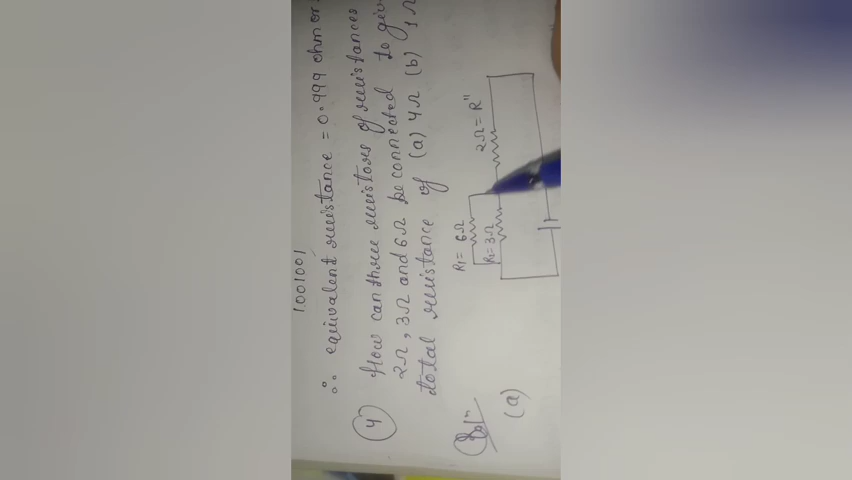 1.001001
∴ equivalent resistance = 0.999 ohm or
(4) How can three resistors of resistances
2Ω, 3Ω and 6Ω be connected to give
total resistance of (a) 4Ω (b) 1Ω
Sol"
(a)
R₁= 6Ω
R₂=3Ω
2Ω = R"